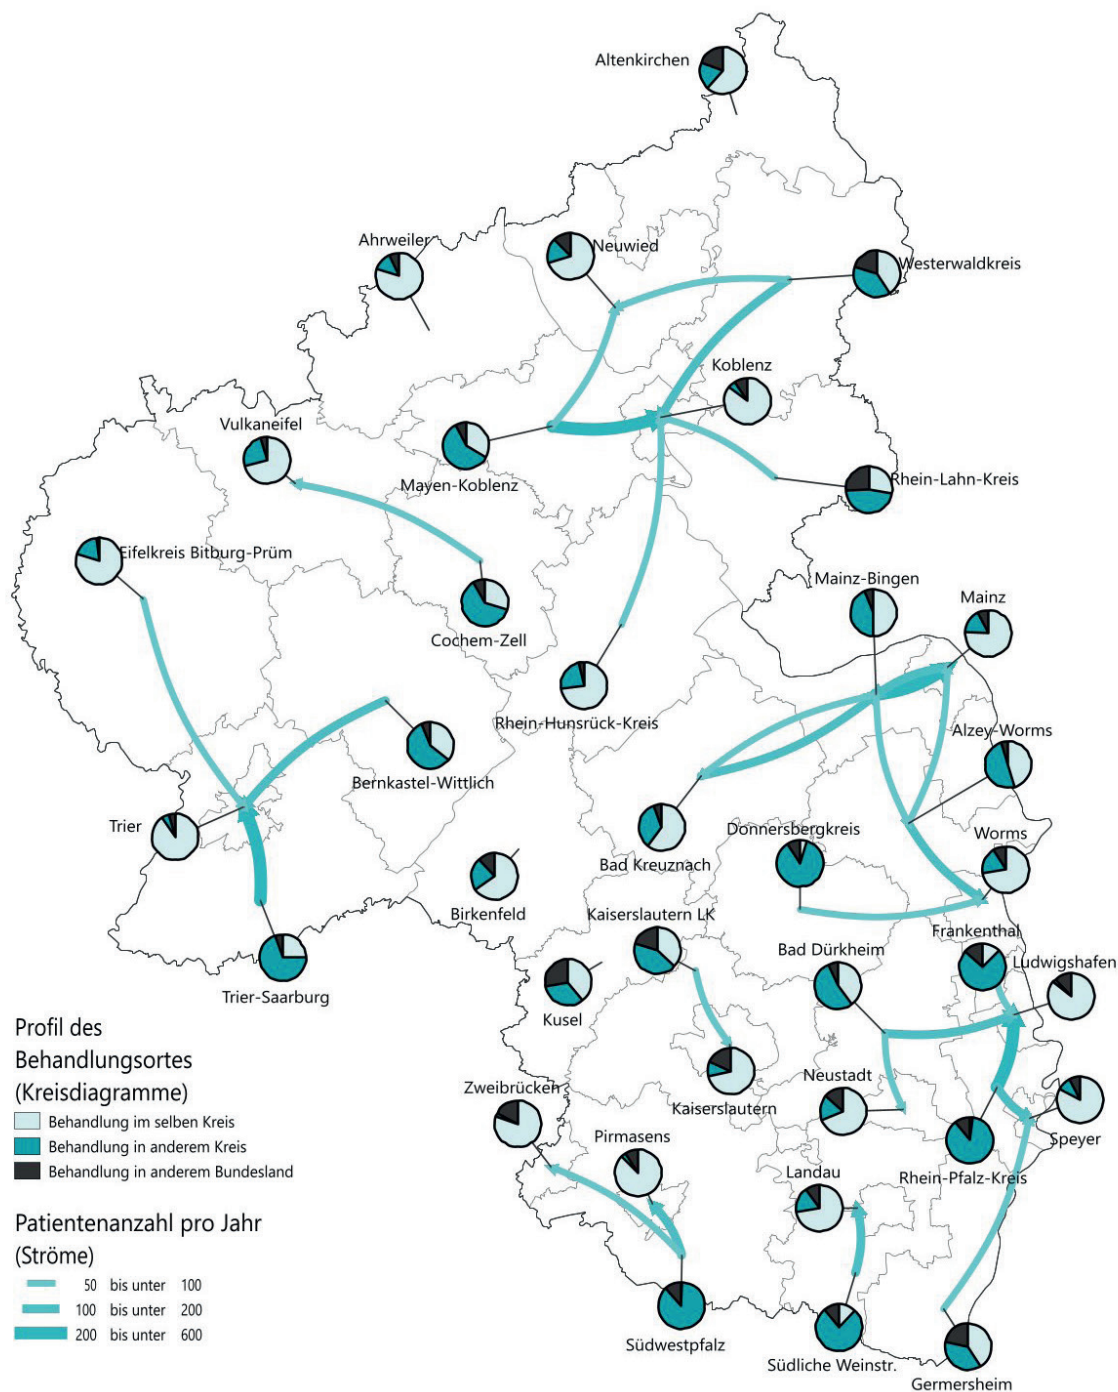 Altenkirchen
Ahrweiler
Neuwied
Westerwaldkreis
Koblenz
Vulkaneifel
Mayen-Koblenz
Rhein-Lahn-Kreis
Eifelkreis Bitburg-Prüm
Mainz-Bingen
Mainz
Cochem-Zell
Rhein-Hunsrück-Kreis
Alzey-Worms
Bernkastel-Wittlich
Trier
Bad Kreuznach
Donnersbergkreis
Worms
Birkenfeld
Kaiserslautern LK
Frankenthal
Bad Dürkheim
Ludwigshafen
Trier-Saarburg
Kusel
Profil des
Behandlungsortes
(Kreisdiagramme)
Behandlung im selben Kreis
Behandlung in anderem Kreis
Behandlung in anderem Bundesland
Zweibrücken
Kaiserslautern
Neustadt
Speyer
Pirmasens
Landau
Rhein-Pfalz-Kreis
Patientenanzahl pro Jahr
(Ströme)
50 bis unter 100
100 bis unter 200
200 bis unter 600
Südwestpfalz
Südliche Weinstr.
Germersheim